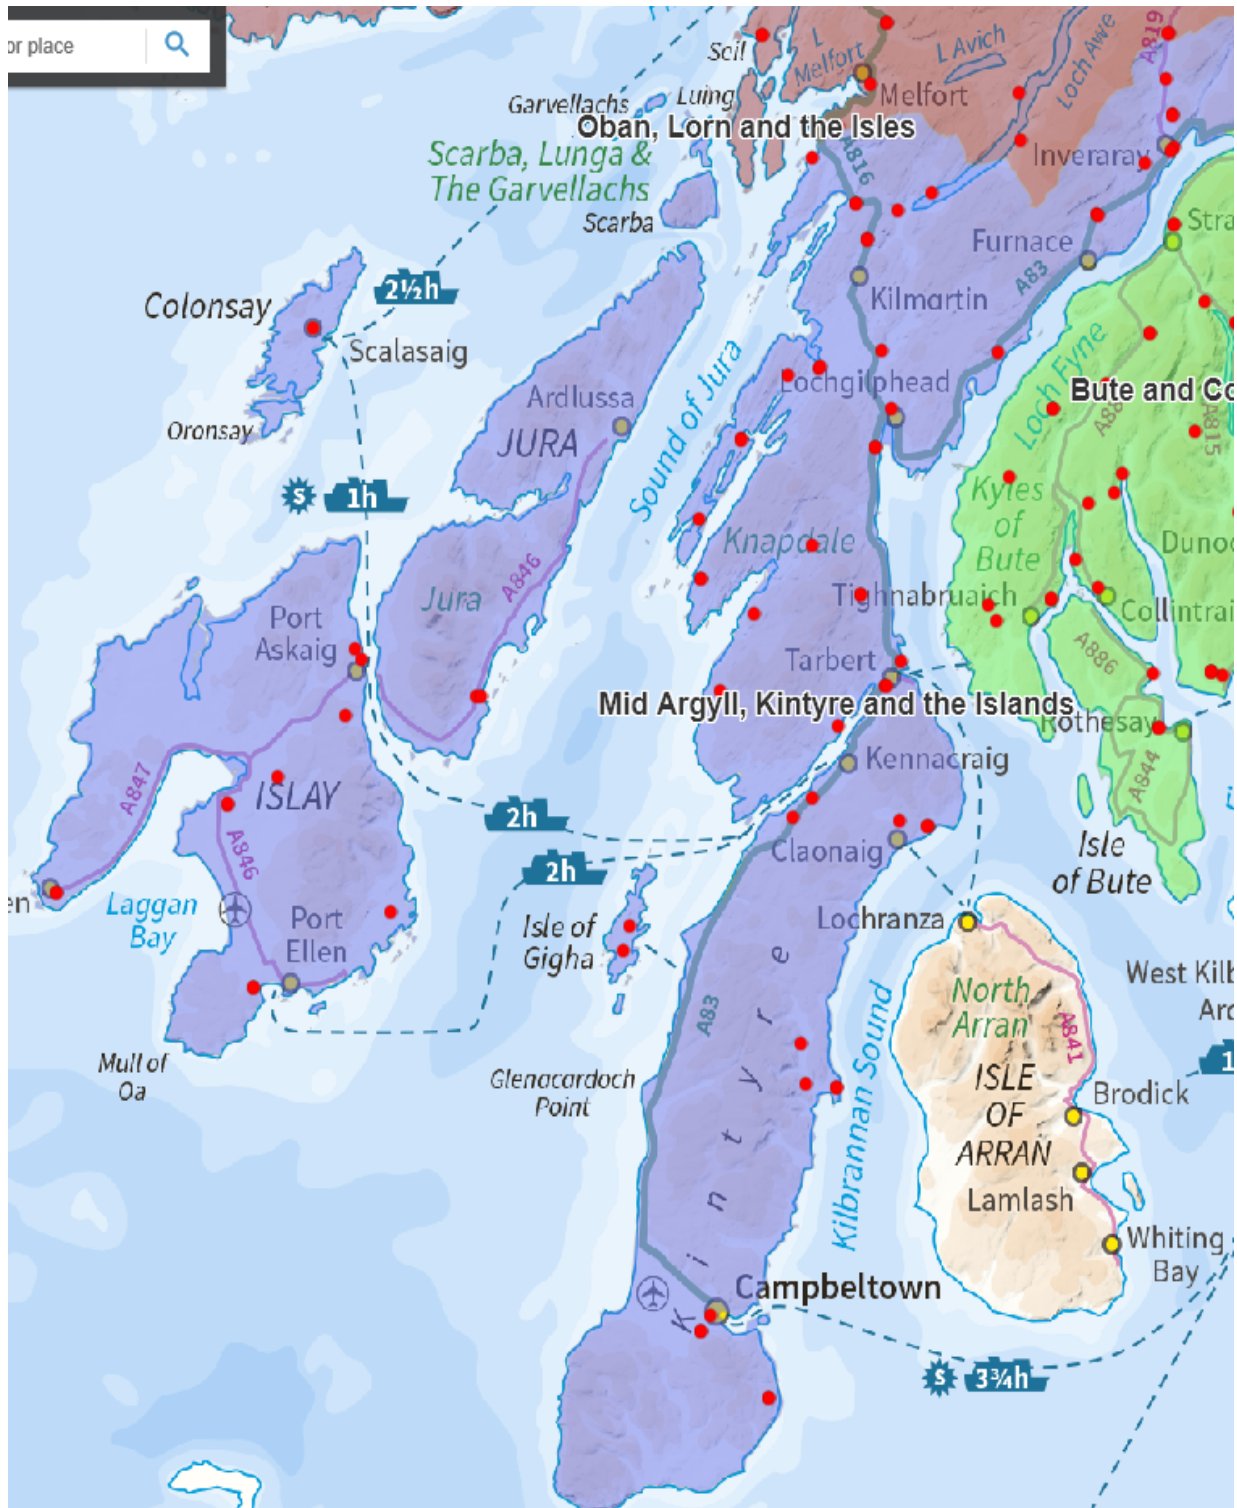 or place
Scil
L
Melfort
L Avich
Loch Awe
A819
Garvellachs
Luing
Melfort
Oban, Lorn and the Isles
Scarba, Lunga &
The Garvellachs
A816
Inveraray
Scarba
Stra
Furnace
2½h
A83
Colonsay
Kilmartin
Scalasaig
Loch Fyne
Sound of Jura
Lochgilphead
Bute and Co
Ardlussa
JURA
Oronsay
A815
S
1h
Kyles
of
Bute
Knapdale
Dunoo
A846
Jura
Port
Askaig
Tighnabruaich
Collintrai
A886
Tarbert
Mid Argyll, Kintyre and the Islands
Rothesay
Kennacraig
A847
ISLAY
A844
2h
A846
Claonaig
Isle
of Bute
2h
en
Laggan
Bay
Port
Ellen
Isle of
Gigha
Lochranza
West Kilb
Arc
North
Arran
A83
A841
Kilbrannan Sound
Mull of
Oa
Glenacardoch
Point
ISLE
OF
ARRAN
Brodick
1
Kintyre
Lamlash
Whiting
Bay
Campbeltown
S
3¾h